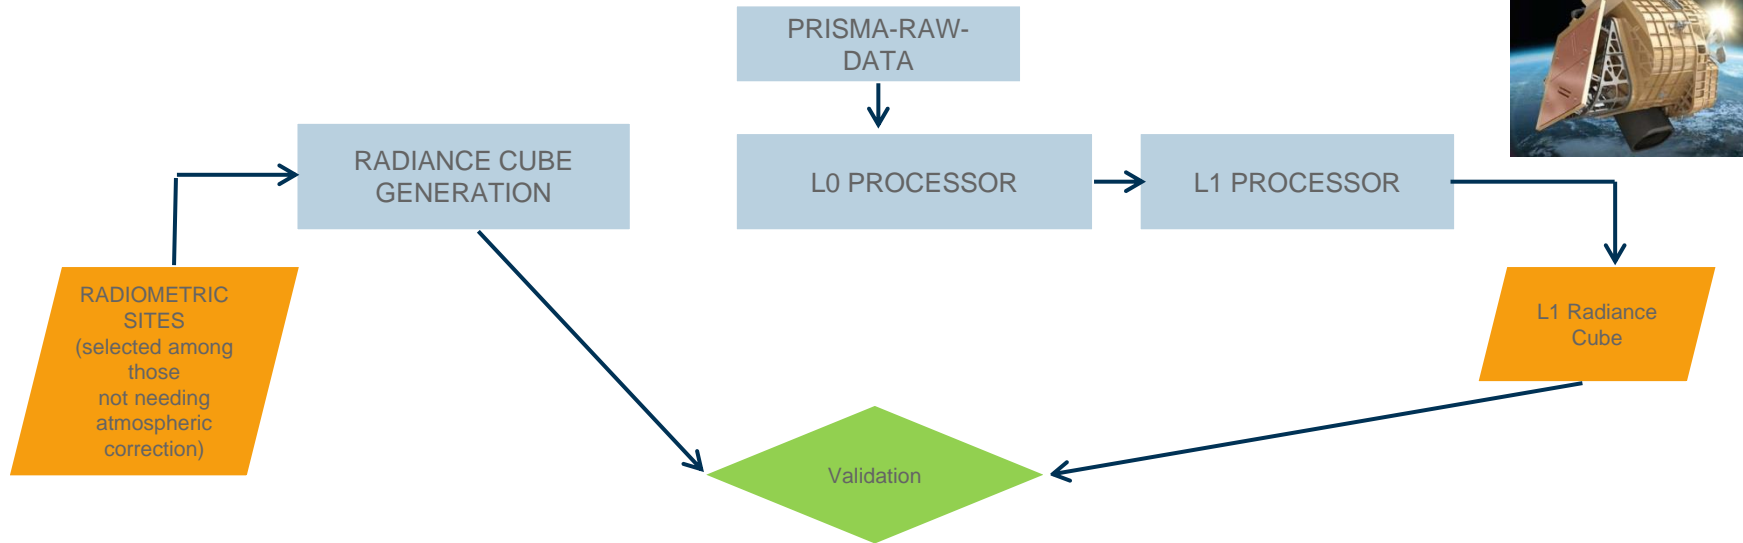 PRISMA-RAW-
DATA
RADIANCE CUBE
GENERATION
L0 PROCESSOR
L1 PROCESSOR
RADIOMETRIC
SITES
(selected among
those
not needing
atmospheric
correction)
L1 Radiance
Cube
Validation